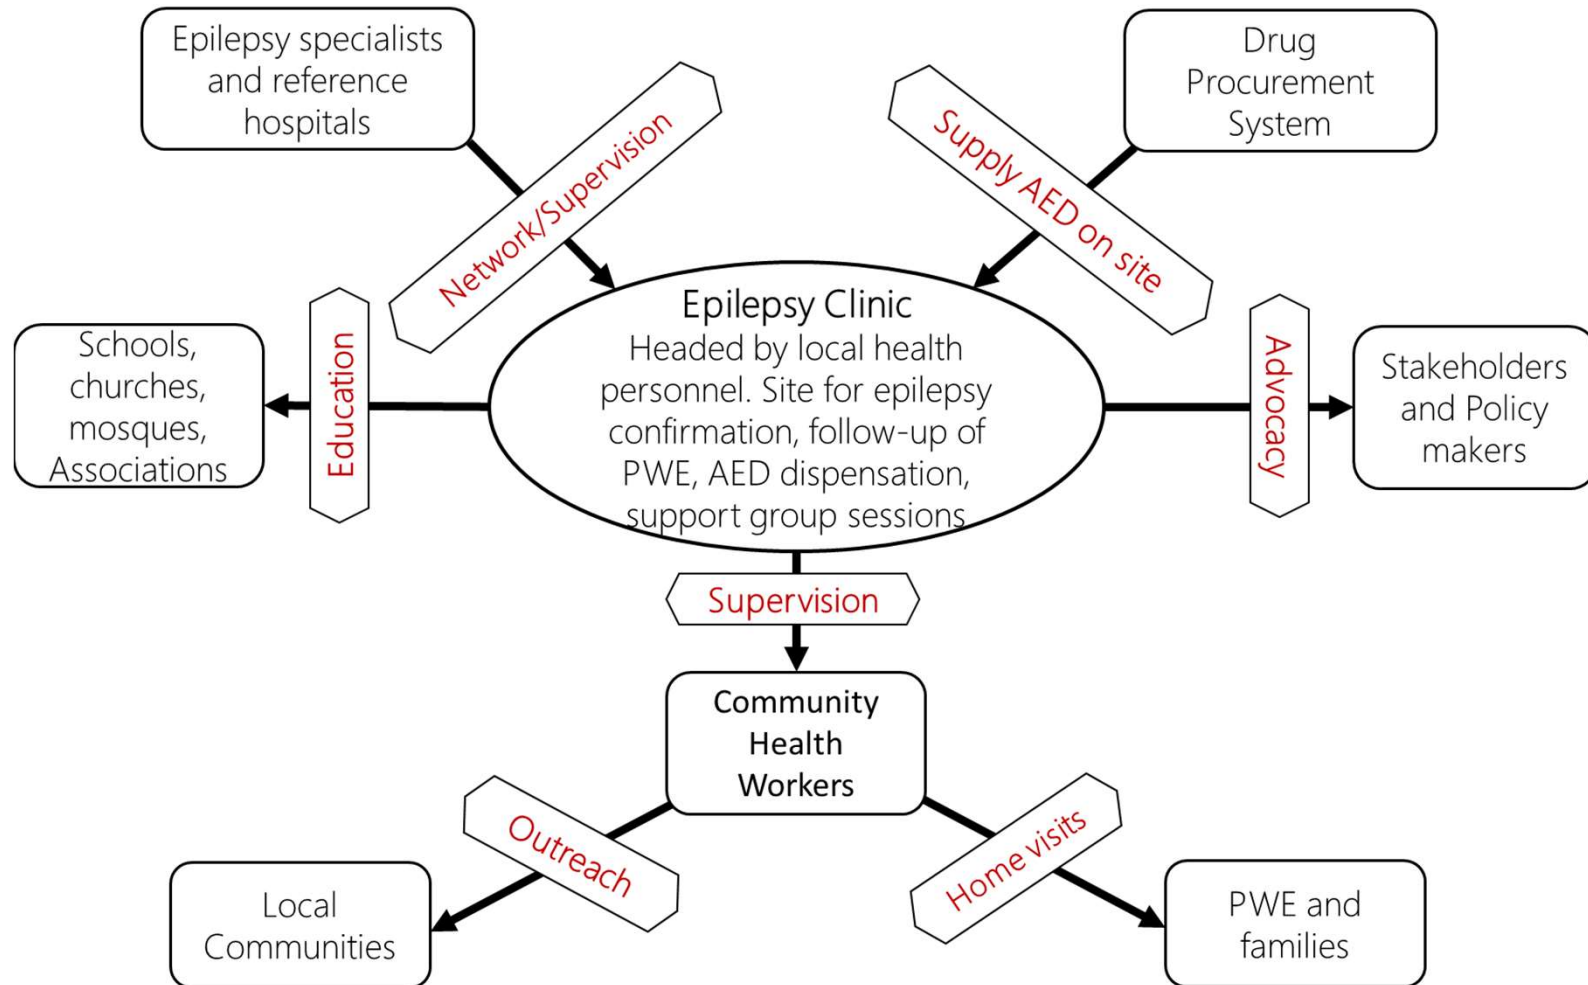 Epilepsy specialists
and reference
hospitals
Drug
Procurement
System
Network/Supervision
Supply AED on site
Schools,
churches,
mosques,
Associations
Education
Epilepsy Clinic
Headed by local health
personnel. Site for epilepsy
confirmation, follow-up of
PWE, AED dispensation,
support group sessions
Advocacy
Stakeholders
and Policy
makers
Supervision
Community
Health
Workers
Outreach
Home visits
Local
Communities
PWE and
families